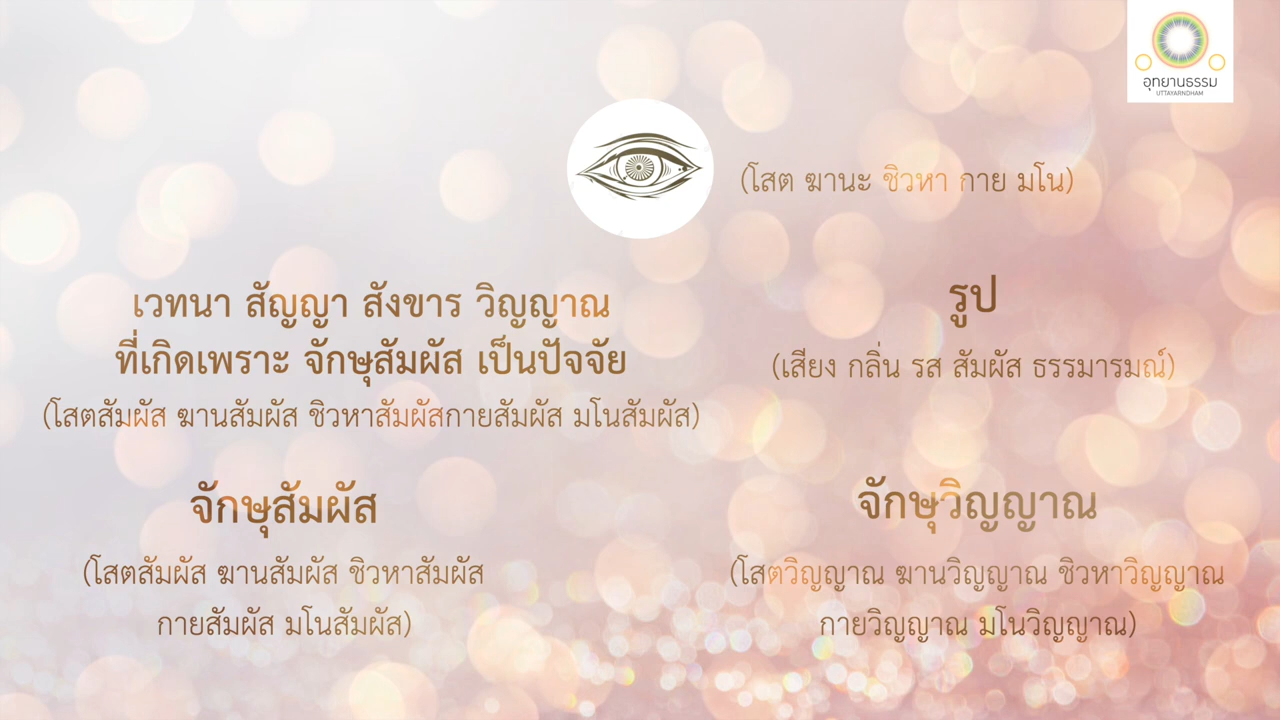 อุทยานธรรม
UTTAYARNDHAM
(โสต ฆานะ ชิวหา กาย มโน)
เวทนา สัญญา สังขาร วิญญาณ
ที่เกิดเพราะ จักษุสัมผัส เป็นปัจจัย
(โสตสัมผัส ฆานสัมผัส ชิวหาสัมผัสกายสัมผัส มโนสัมผัส)
รูป
(เสียง กลิ่น รส สัมผัส ธรรมารมณ์)
จักษุสัมผัส
(โสตสัมผัส ฆานสัมผัส ชิวหาสัมผัส
กายสัมผัส มโนสัมผัส)
จักษุวิญญาณ
(โสตวิญญาณ ฆานวิญญาณ ชิวหาวิญญาณ
กายวิญญาณ มโนวิญญาณ)